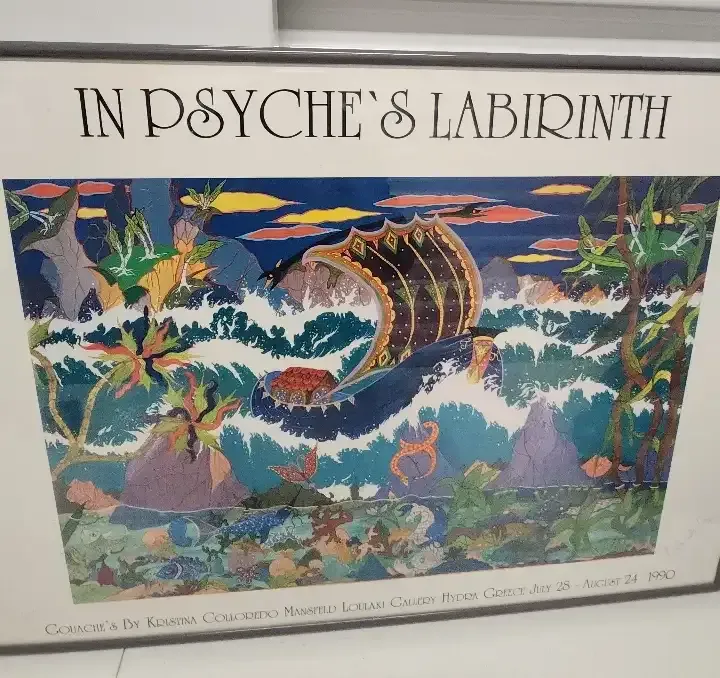 IN PSYCHE`S LABIRINTH
GOUACHE`S BY KRISTINA COLLOREDO MANSFELD LOULAKI GALLERY HYDRA GREECE JULY 28 - AUGUST 24 1990